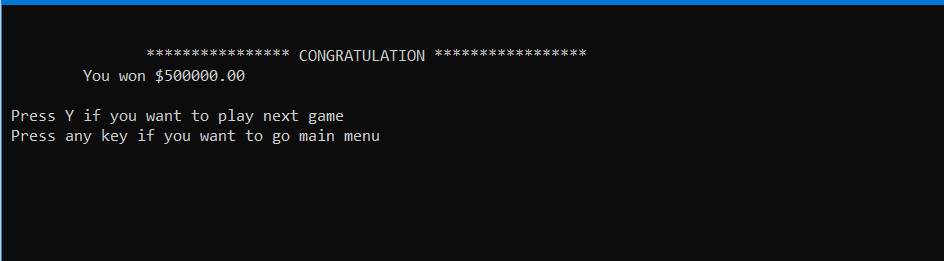 **************** CONGRATULATION *****************
You won $500000.00
Press Y if you want to play next game
Press any key if you want to go main menu